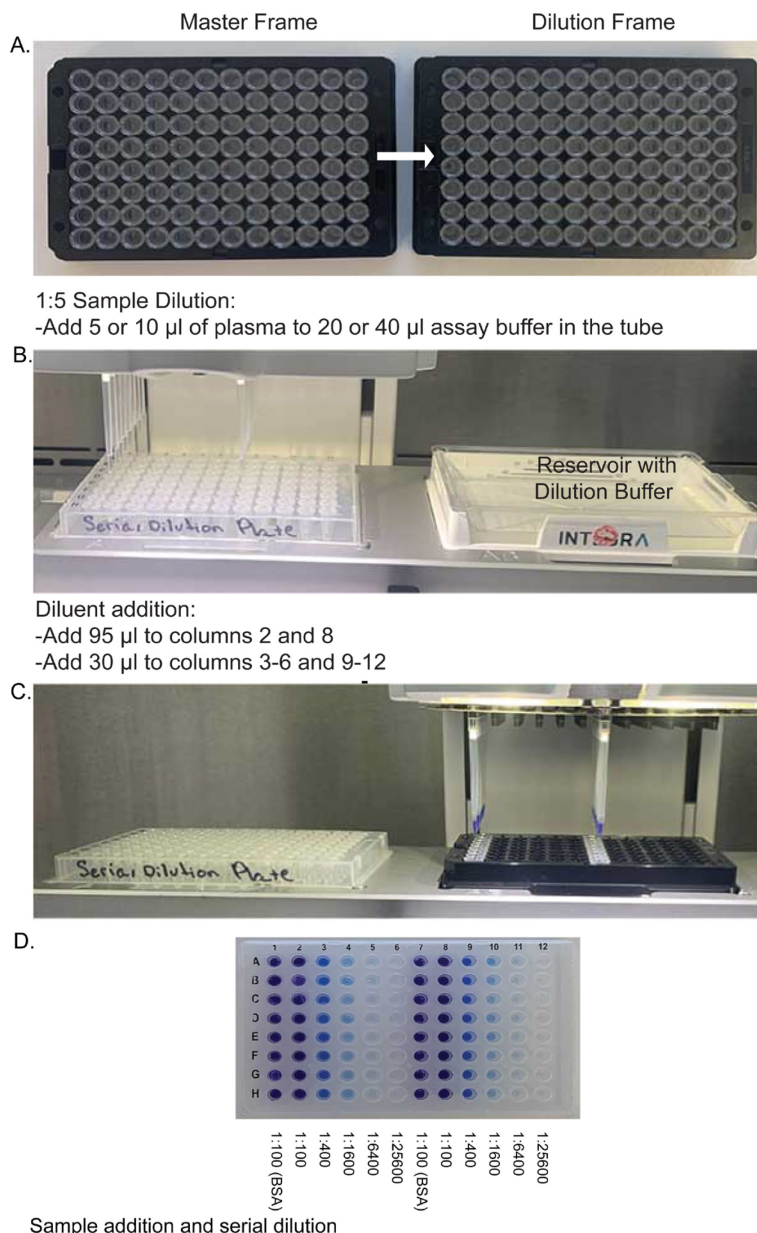 Master Frame
Dilution Frame
A.
1:5 Sample Dilution:
-Add 5 or 10 µl of plasma to 20 or 40 µl assay buffer in the tube
B.
Reservoir with
Dilution Buffer
Serial Dilution Plate
INTEGRA
Diluent addition:
-Add 95 µl to columns 2 and 8
-Add 30 µl to columns 3-6 and 9-12
C.
Serial Dilution Plate
D.
1 2 3 4 5 6 7 8 9 10 11 12
A
B
C
D
E
F
G
H
1:100 (BSA)
1:100
1:400
1:1600
1:6400
1:25600
1:100 (BSA)
1:100
1:400
1:1600
1:6400
1:25600
Sample addition and serial dilution